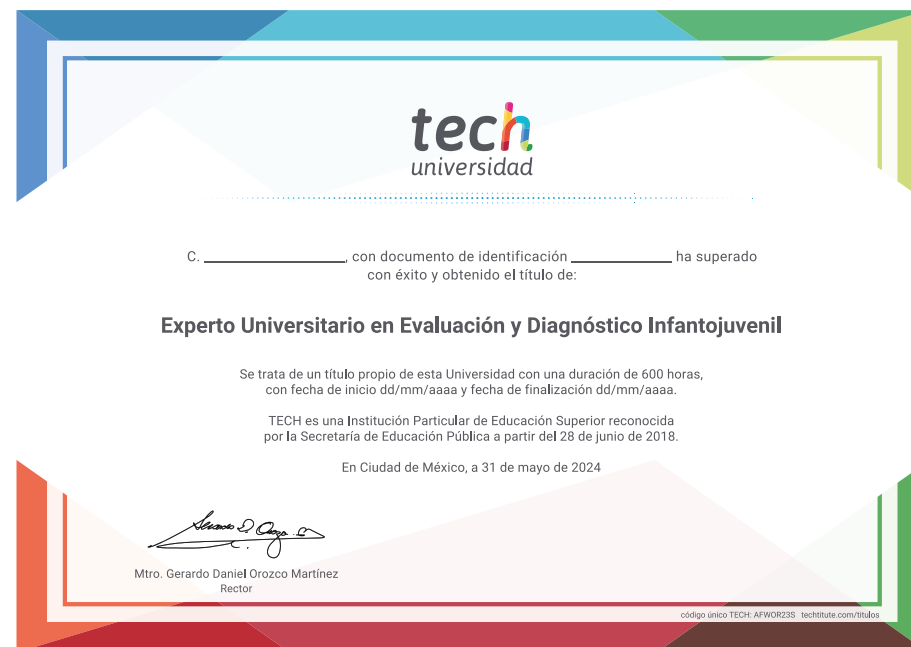 tech
universidad
C. ____________, con documento de identificación ____________ ha superado
con éxito y obtenido el título de:
Experto Universitario en Evaluación y Diagnóstico Infantojuvenil
Se trata de un título propio de esta Universidad con una duración de 600 horas,
con fecha de inicio dd/mm/aaaa y fecha de finalización dd/mm/aaaa.
TECH es una Institución Particular de Educación Superior reconocida
por la Secretaría de Educación Pública a partir del 28 de junio de 2018.
En Ciudad de México, a 31 de mayo de 2024
Mtro. Gerardo Daniel Orozco Martínez
Rector
código único TECH: AFWOR23S techtitute.com/titulos